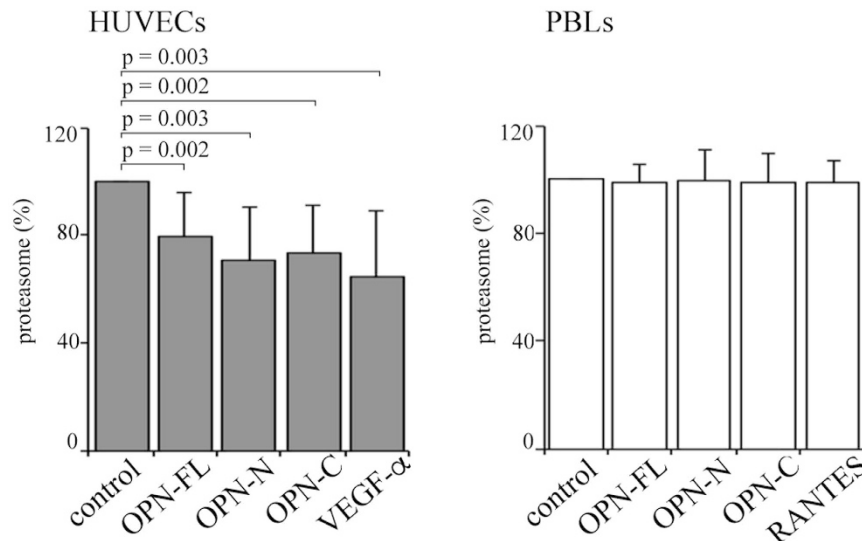 HUVECs
p = 0.003
p = 0.002
p = 0.003
p = 0.002
120
80
40
0
proteasome (%)
control
OPN-FL
OPN-N
OPN-C
VEGF-α
PBLs
120
80
40
0
proteasome (%)
control
OPN-FL
OPN-N
OPN-C
RANTES